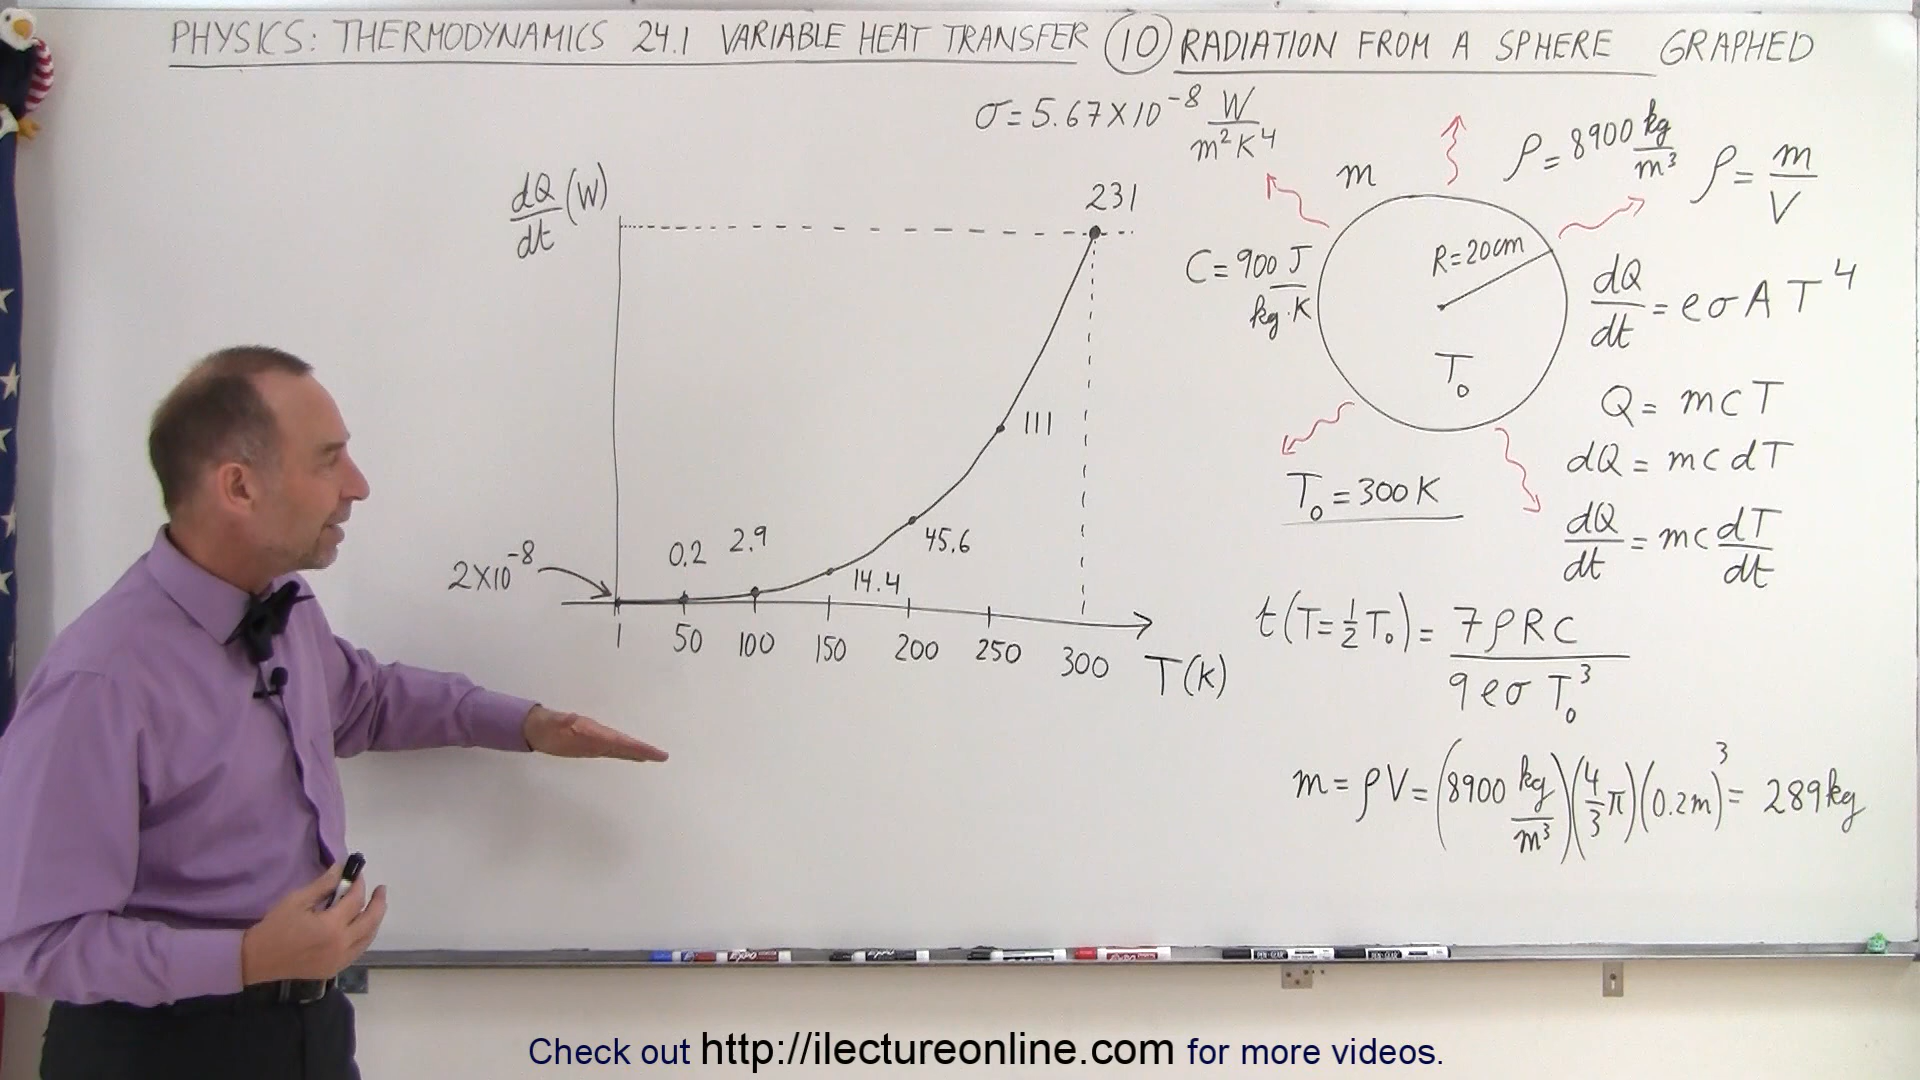 PHYSICS: THERMODYNAMICS 24.1 VARIABLE HEAT TRANSFER 10 RADIATION FROM A SPHERE GRAPHED
σ = 5.67×10⁻⁸ W/m²K⁴
ρ = 8900 kg/m³
ρ = m/V
m
dQ/dt (W)
231
C = 900 J/kg·K
R = 20cm
dQ/dt = eσAT⁴
T₀
Q = mcT
111
dQ = mcdT
T₀ = 300K
dQ/dt = mc dT/dt
2×10⁻⁸
0.2
2.9
14.4
45.6
1 50 100 150 200 250 300 T(K)
t(T=½T₀) = 7ρRC/9eσT₀³
m = ρV = (8900 kg/m³)(4/3 π)(0.2m)³ = 289kg
EXPO
EXPO
Check out http://ilectureonline.com for more videos.